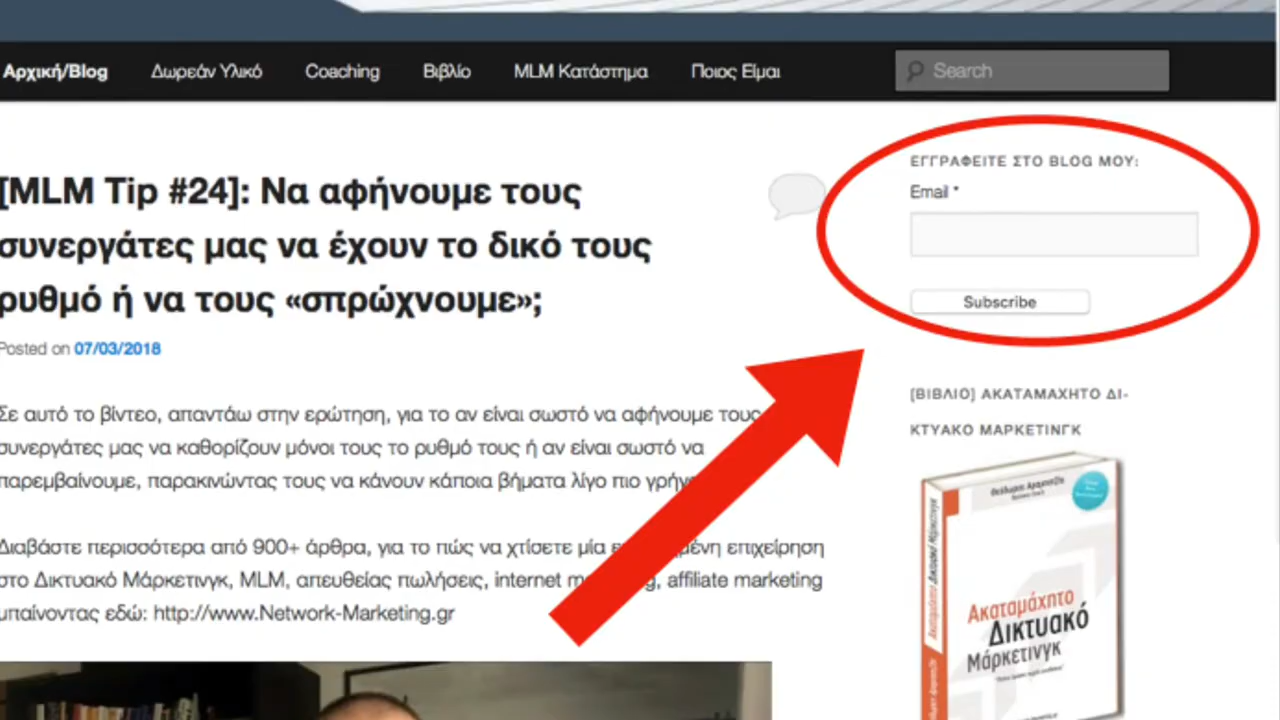 Αρχική/Blog Δωρεάν Υλικό Coaching Βιβλίο MLM Κατάστημα Ποιος Είμαι Search
[MLM Tip #24]: Να αφήνουμε τους
συνεργάτες μας να έχουν το δικό τους
ρυθμό ή να τους «σπρώχνουμε»;
Posted on 07/03/2018
Σε αυτό το βίντεο, απαντάω στην ερώτηση, για το αν είναι σωστό να αφήνουμε τους
συνεργάτες μας να καθορίζουν μόνοι τους το ρυθμό τους ή αν είναι σωστό να
παρεμβαίνουμε, παρακινώντας τους να κάνουν κάποια βήματα λίγο πιο
Διαβάστε περισσότερα από 900+ άρθρα, για το πώς να χτίσετε μία επιχείρηση
στο Δικτυακό Μάρκετινγκ, MLM, απευθείας πωλήσεις, internet affiliate marketing
μπαίνοντας εδώ: http://www.Network-Marketing.gr
ΕΓΓΡΑΦΕΙΤΕ ΣΤΟ BLOG ΜΟΥ:
Email *
Subscribe
[ΒΙΒΛΙΟ] ΑΚΑΤΑΜΑΧΗΤΟ ΔΙ-
ΚΤΥΑΚΟ ΜΑΡΚΕΤΙΝΓΚ
Ακαταμάχητο
Δικτυακό
Μάρκετινγκ